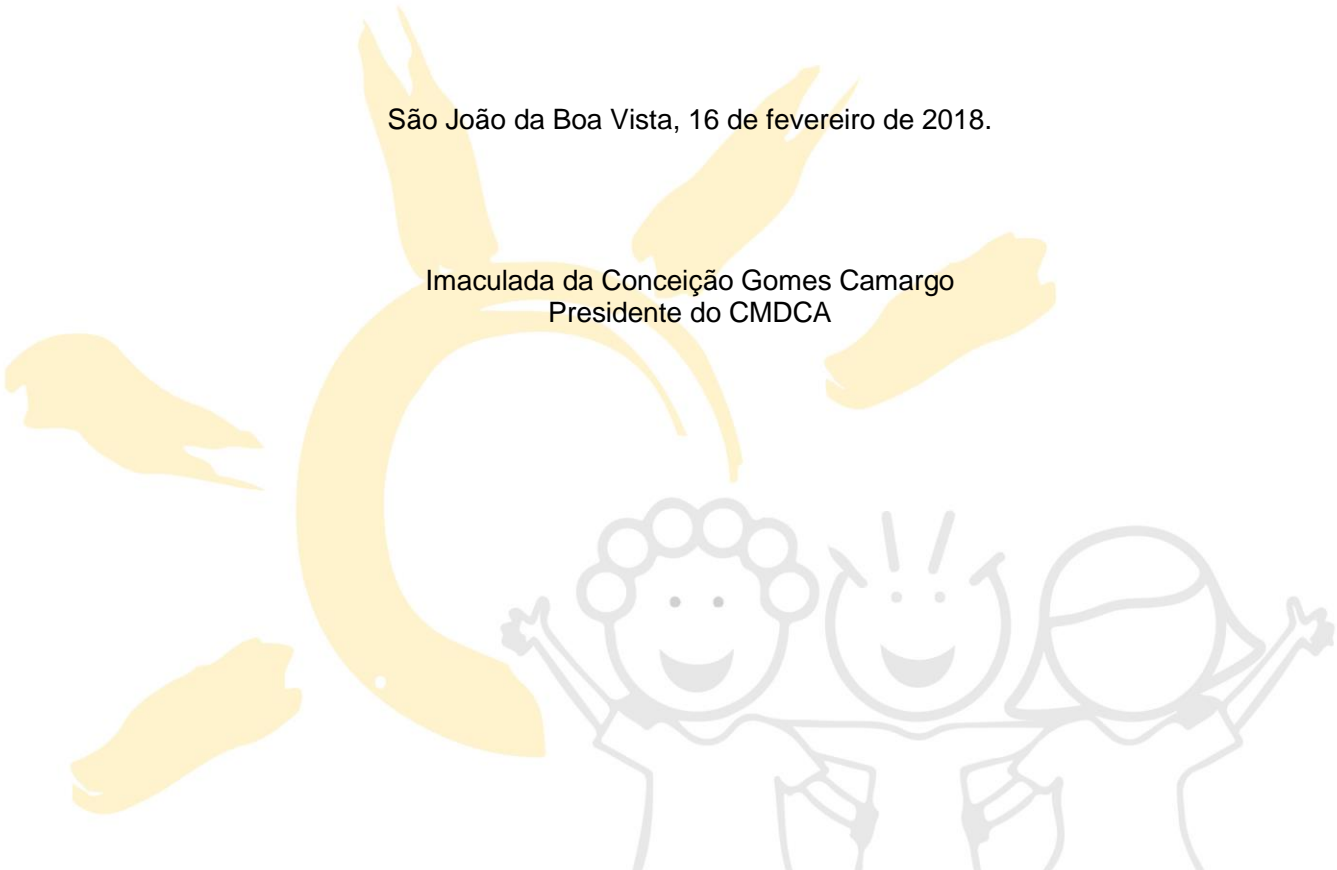 São João da Boa Vista, 16 de fevereiro de 2018.
Imaculada da Conceição Gomes Camargo
Presidente do CMDCA